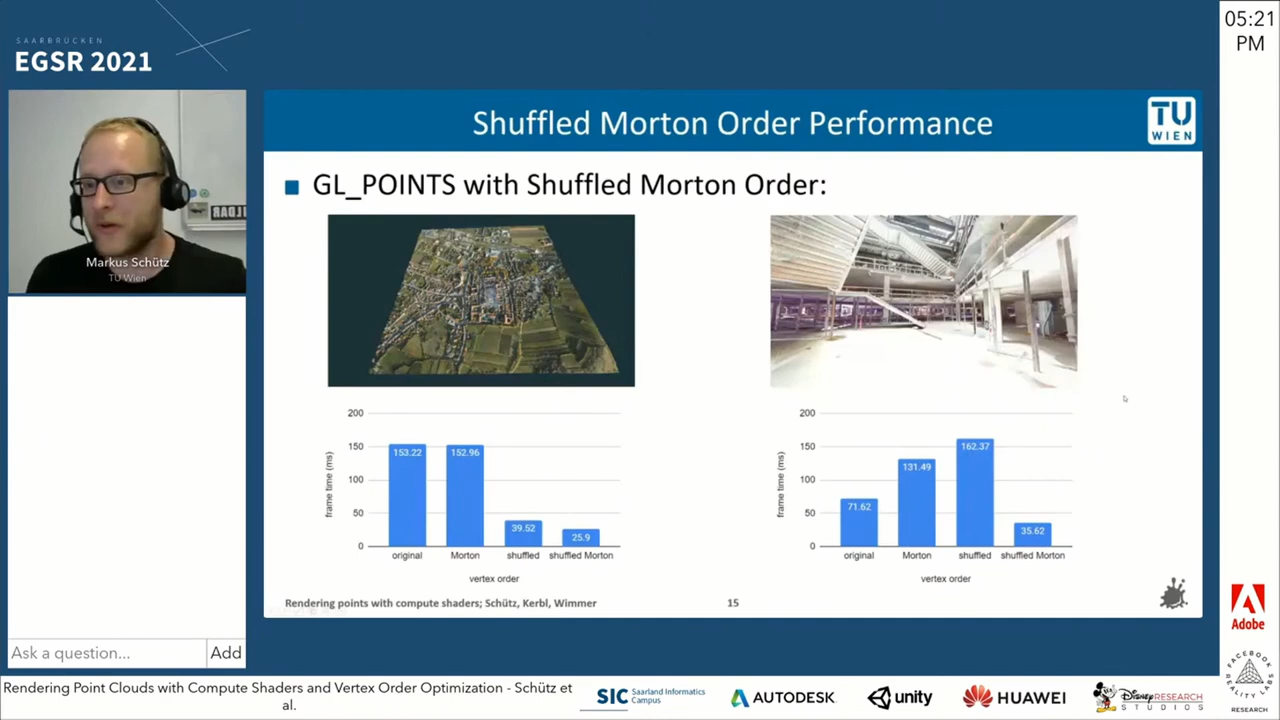 SAARBRÜCKEN
EGSR 2021
05:21
PM
Markus Schütz
TU Wien
Shuffled Morton Order Performance
TU
WIEN
GL_POINTS with Shuffled Morton Order:
200
150
100
50
0
frame time (ms)
153.22
152.96
39.52
25.9
original
Morton
shuffled
shuffled Morton
vertex order
200
150
100
50
0
frame time (ms)
71.62
131.49
162.37
35.62
original
Morton
shuffled
shuffled Morton
vertex order
Rendering points with compute shaders; Schütz, Kerbl, Wimmer
15
Ask a question...
Add
Rendering Point Clouds with Compute Shaders and Vertex Order Optimization - Schütz et
al.
SIC
Saarland Informatics
Campus
AUTODESK
unity
HUAWEI
Disney RESEARCH
STUDIOS
Adobe
FACEBOOK
REALITY LABS
RESEARCH